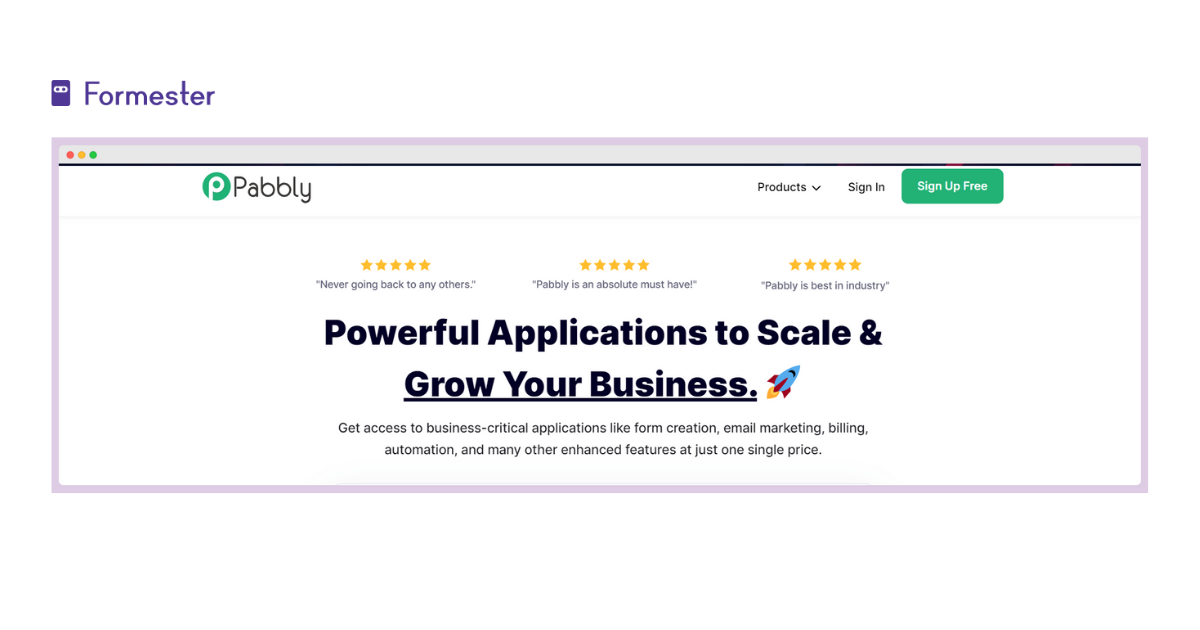 Formester
Pabbly
Products
Sign In
Sign Up Free
"Never going back to any others."
"Pabbly is an absolute must have!"
"Pabbly is best in industry"
Powerful Applications to Scale &
Grow Your Business.
Get access to business-critical applications like form creation, email marketing, billing,
automation, and many other enhanced features at just one single price.